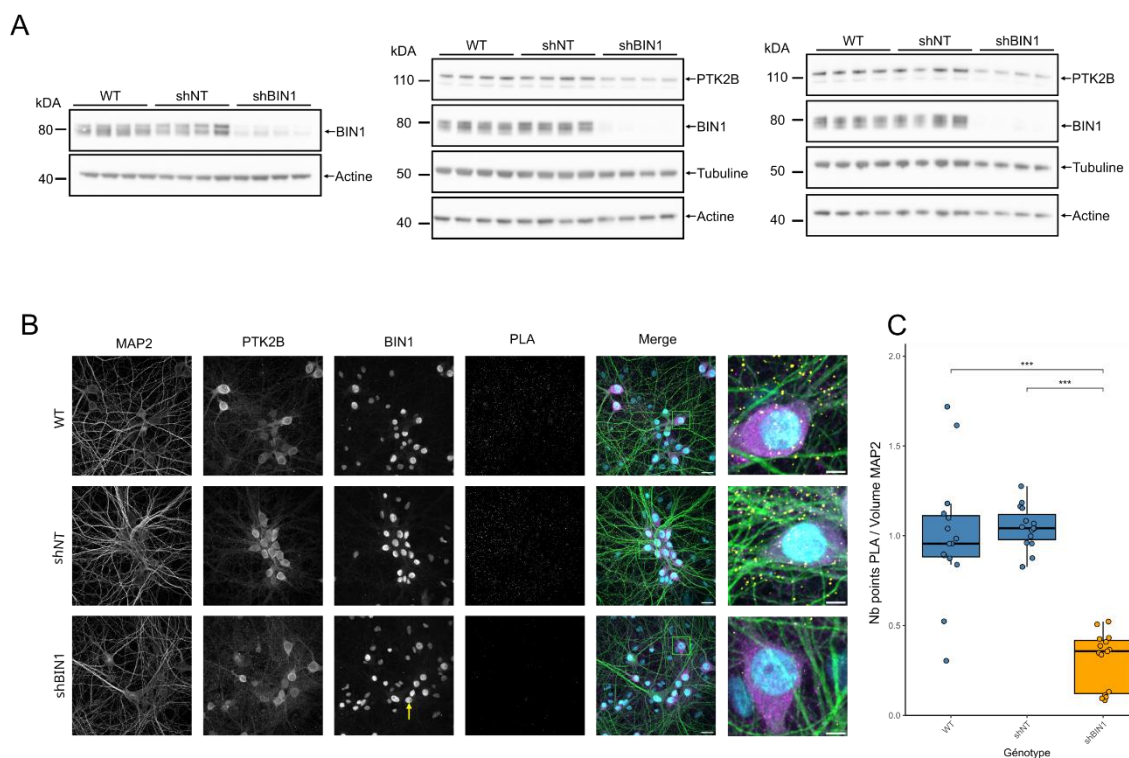 A
kDA
WT shNT shBIN1
80
BIN1
40
Actine
kDA
WT shNT shBIN1
110
PTK2B
80
BIN1
50
Tubuline
40
Actine
kDA
WT shNT shBIN1
110
PTK2B
80
BIN1
50
Tubuline
40
Actine
B
MAP2 PTK2B BIN1 PLA Merge
WT
shNT
shBIN1
C
Nb points PLA / Volume MAP2
2.0
1.5
1.0
0.5
0.0
***
***
WT shNT shBIN1
Génotype